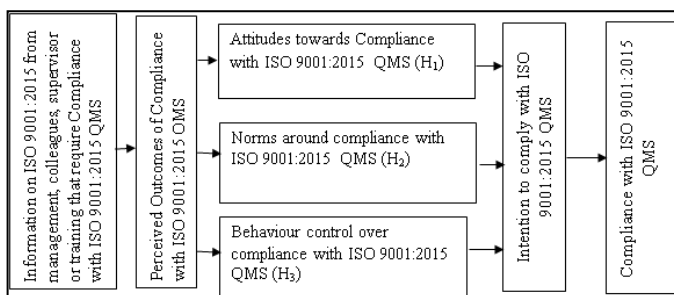 Information on ISO 9001:2015 from
management, colleagues, supervisor
or training that require Compliance
with ISO 9001:2015 QMS
Perceived Outcomes of Compliance
with ISO 9001:2015 QMS
Attitudes towards Compliance
with ISO 9001:2015 QMS (H₁)
Norms around compliance with
ISO 9001:2015 QMS (H₂)
Behaviour control over
compliance with ISO 9001:2015
QMS (H₃)
Intention to comply with ISO
9001:2015 QMS
Compliance with ISO 9001:2015
QMS